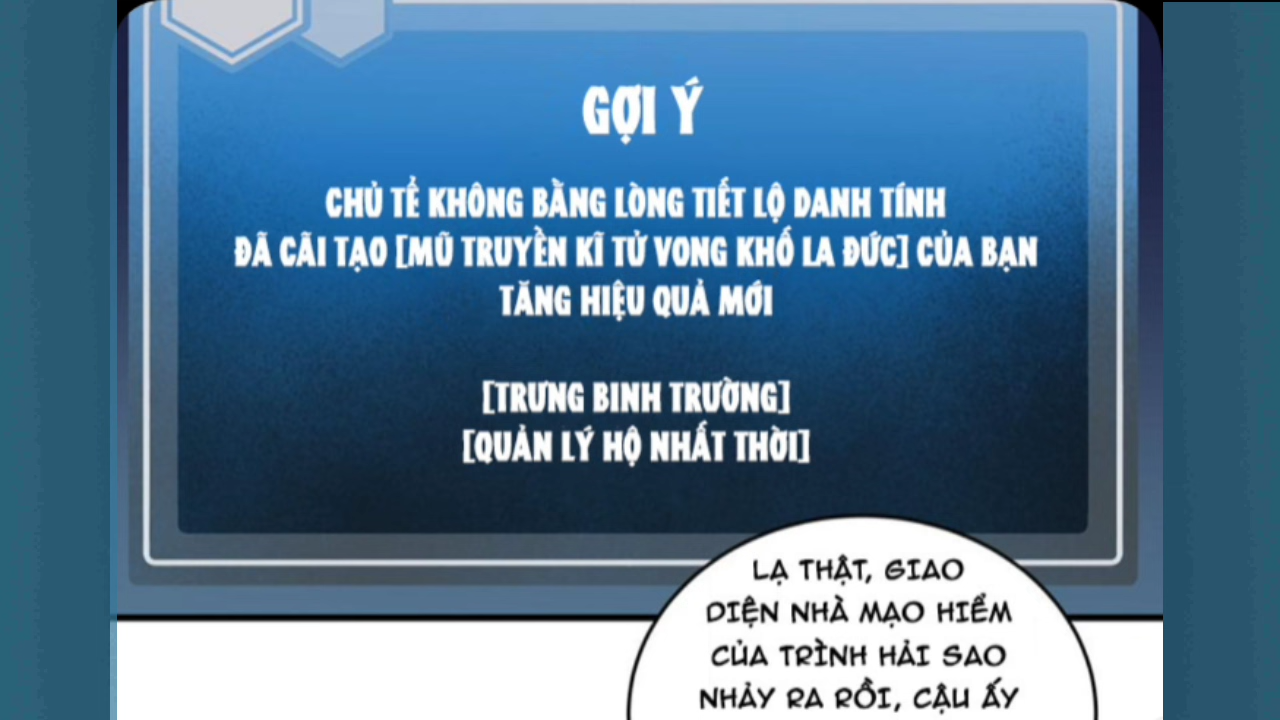 GỢI Ý
CHỦ TỂ KHÔNG BẰNG LÒNG TIẾT LỘ DANH TÍNH
ĐÃ CÃI TẠO [MŨ TRUYỀN KĨ TỬ VONG KHỐ LA ĐỨC] CỦA BẠN
TĂNG HIỆU QUẢ MỚI
[TRƯNG BINH TRƯỜNG]
[QUẢN LÝ HỘ NHẤT THỜI]
LẠ THẬT, GIAO
DIỆN NHÀ MẠO HIỂM
CỦA TRÌNH HẢI SAO
NHẢY RA RỒI, CẬU ẤY